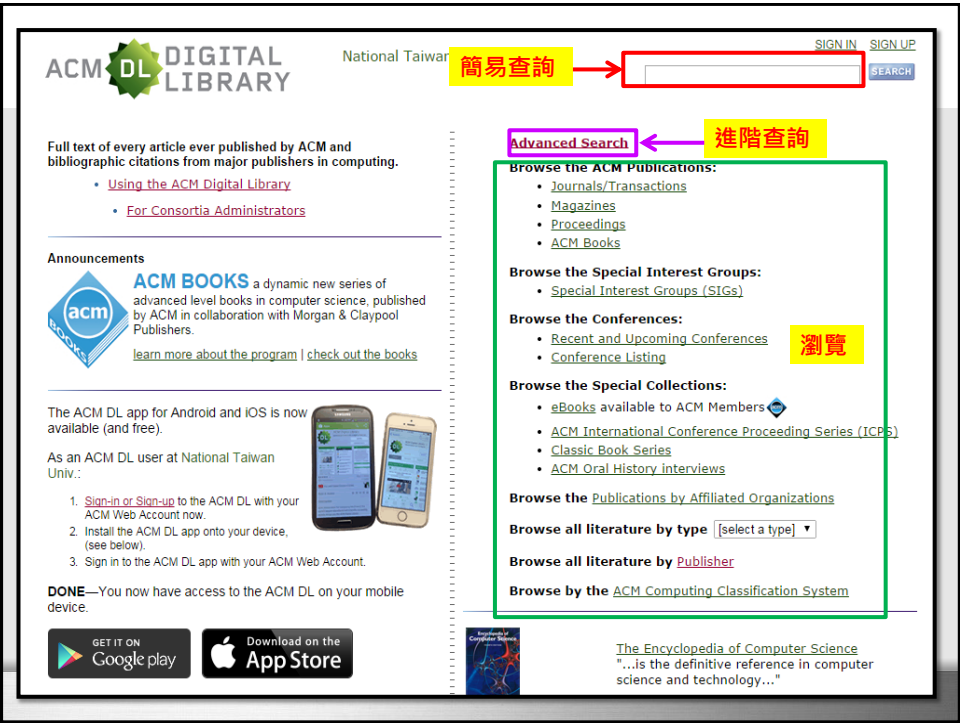 ACM DL DIGITAL LIBRARY
National Taiwan
簡易查詢
SIGN IN SIGN UP
SEARCH
Full text of every article ever published by ACM and
bibliographic citations from major publishers in computing.
• Using the ACM Digital Library
• For Consortia Administrators
Announcements
acm
BOOKS
ACM BOOKS a dynamic new series of
advanced level books in computer science, published
by ACM in collaboration with Morgan & Claypool
Publishers.
learn more about the program | check out the books
The ACM DL app for Android and iOS is now
available (and free).
As an ACM DL user at National Taiwan
Univ.:
1. Sign-in or Sign-up to the ACM DL with your
ACM Web Account now.
2. Install the ACM DL app onto your device,
(see below).
3. Sign in to the ACM DL app with your ACM Web Account.
DONE—You now have access to the ACM DL on your mobile
device.
GET IT ON
Google play
Download on the
App Store
Advanced Search
進階查詢
Browse the ACM Publications:
• Journals/Transactions
• Magazines
• Proceedings
• ACM Books
Browse the Special Interest Groups:
• Special Interest Groups (SIGs)
Browse the Conferences:
• Recent and Upcoming Conferences
• Conference Listing
瀏覽
Browse the Special Collections:
• eBooks available to ACM Members
• ACM International Conference Proceeding Series (ICPS)
• Classic Book Series
• ACM Oral History interviews
Browse the Publications by Affiliated Organizations
Browse all literature by type [select a type] ▼
Browse all literature by Publisher
Browse by the ACM Computing Classification System
Encyclopedia of
Computer Science
The Encyclopedia of Computer Science
"...is the definitive reference in computer
science and technology..."